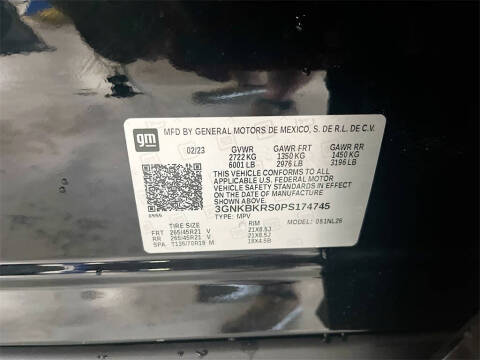 gm
MFD BY GENERAL MOTORS DE MEXICO, S. DE R.L. DE C.V.
02/23 GVWR GAWR FRT GAWR RR
2722 KG 1350 KG 1450 KG
6001 LB 2976 LB 3196 LB
THIS VEHICLE CONFORMS TO ALL APPLICABLE
U.S. FEDERAL MOTOR VEHICLE SAFETY
STANDARDS IN EFFECT ON THE
DATE OF MANUFACTURE
SHOWN ABOVE.
3GNKBKRS0PS174745
TYPE: MPV MODEL: 051NL26
TIRE SIZE RIM
FRT 265/45R21 V 21X8.5J
RR 265/45R21 V 21X8.5J
SPA T135/70R18 M 18X4.5B